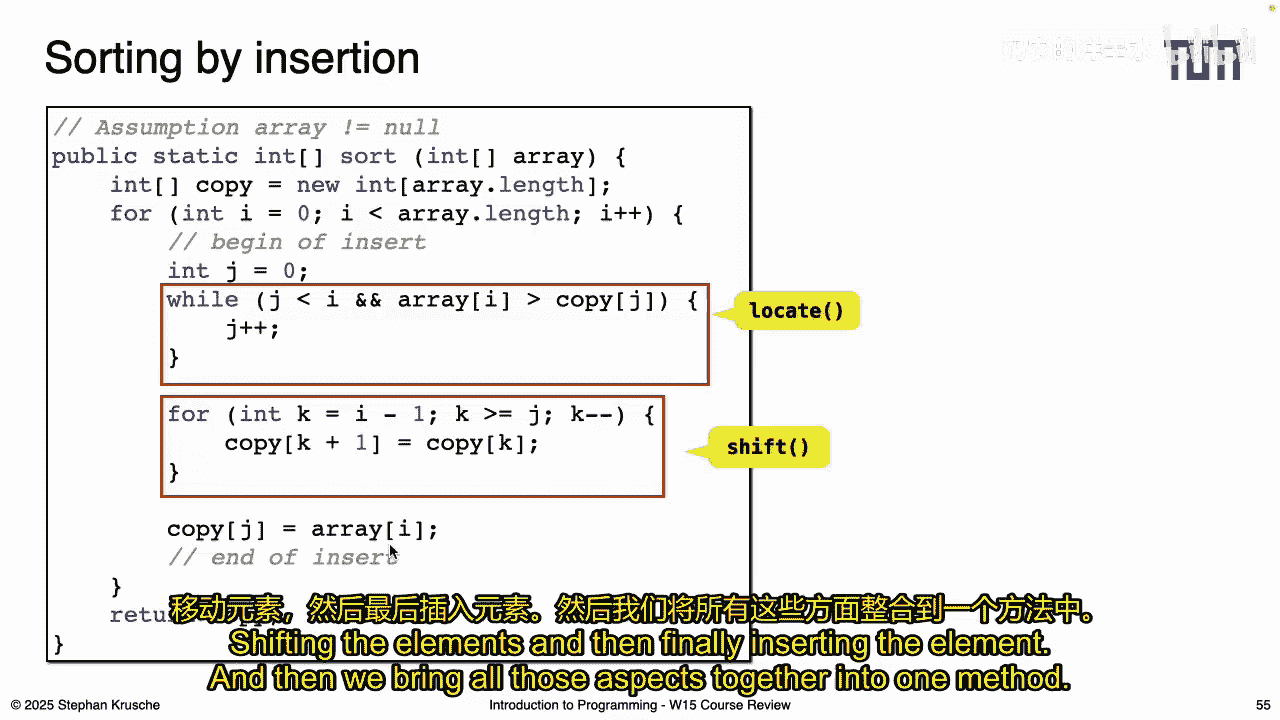 Sorting by insertion
// Assumption array != null
public static int[] sort (int[] array) {
int[] copy = new int[array.length];
for (int i = 0; i < array.length; i++) {
// begin of insert
int j = 0;
while (j < i && array[i] > copy[j]) {
j++;
}
locate()
for (int k = i - 1; k >= j; k--) {
copy[k + 1] = copy[k];
}
shift()
copy[j] = array[i];
// end of insert
}
}
移动元素，然后最后插入元素。然后我们将所有这些方面整合到一个方法中。
Shifting the elements and then finally inserting the element.
And then we bring all those aspects together into one method.
© 2025 Stephan Krusche
Introduction to Programming - W15 Course Review
55